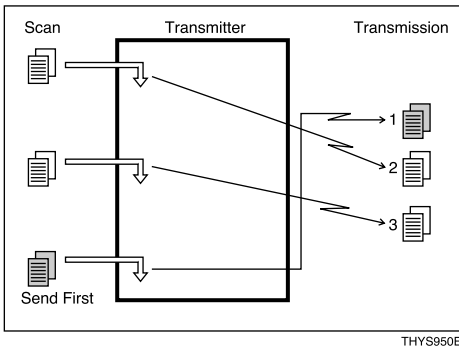 Scan
Transmitter
Transmission
1
2
3
Send First
THYS950E